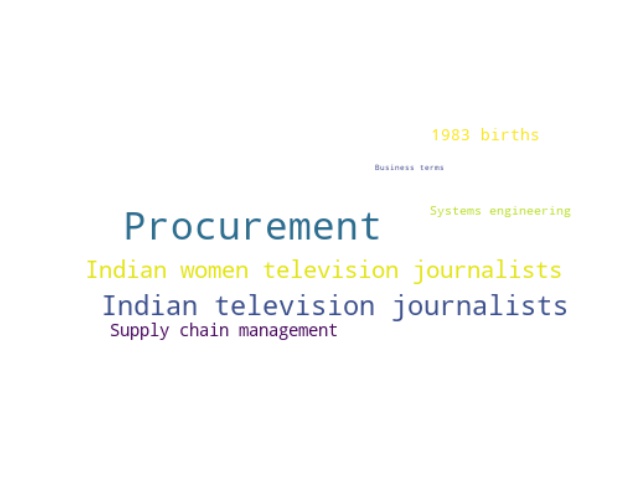 1983 births
Business terms
Systems engineering
Procurement
Indian women television journalists
Indian television journalists
Supply chain management